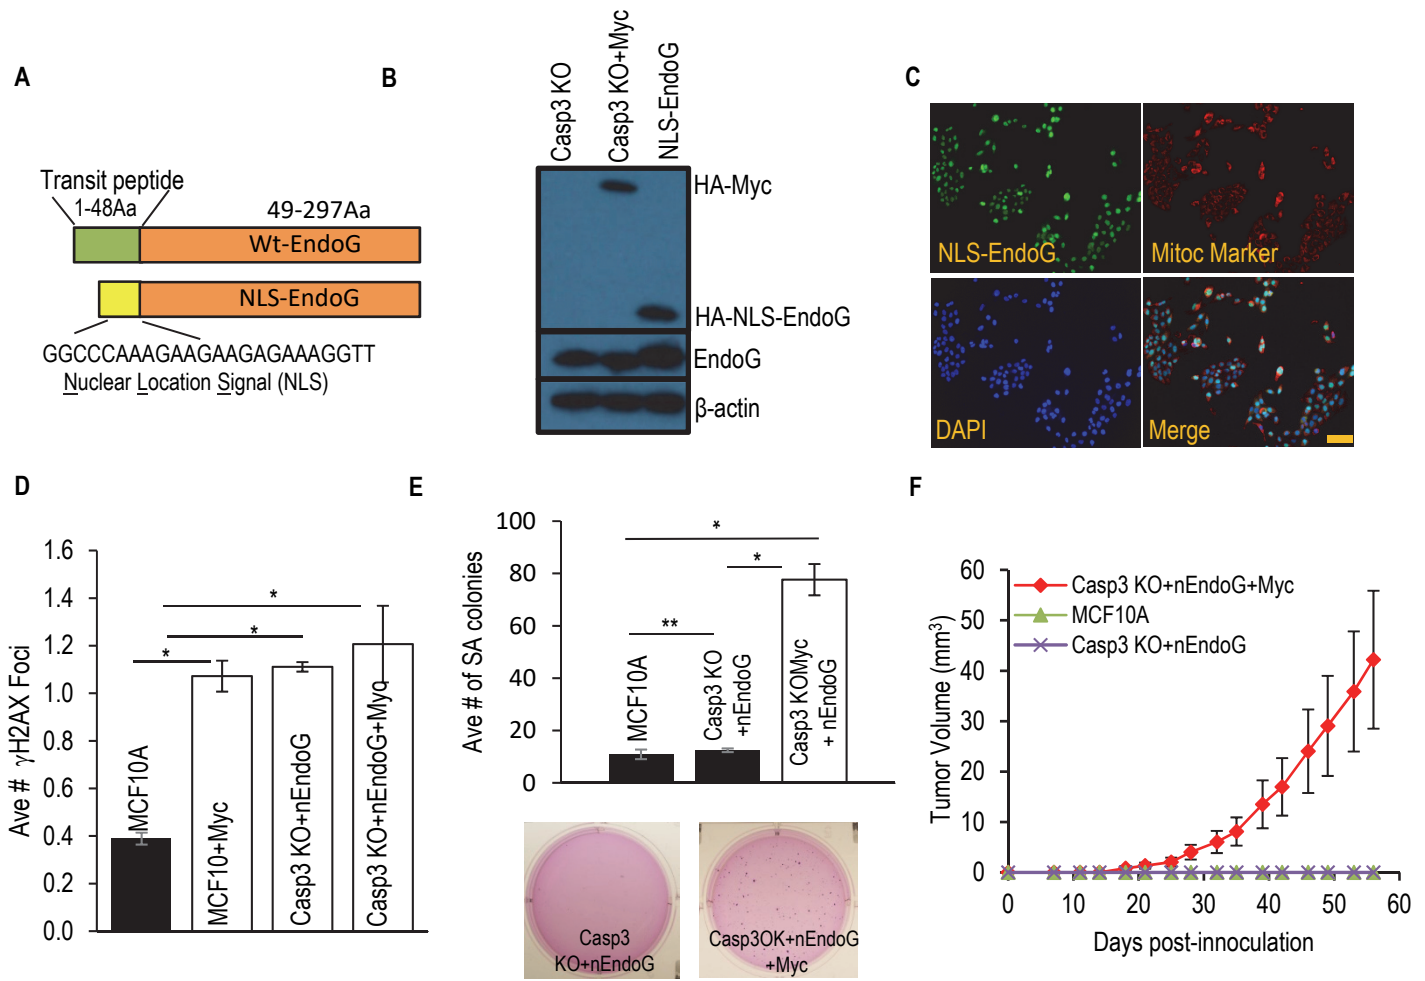 A
Transit peptide
1-48Aa
49-297Aa
Wt-EndoG
NLS-EndoG
GGCCCAAAGAAGAAGAGAAAGGTT
Nuclear Location Signal (NLS)
B
Casp3 KO
Casp3 KO+Myc
NLS-EndoG
HA-Myc
HA-NLS-EndoG
EndoG
β-actin
C
NLS-EndoG
Mitoc Marker
DAPI
Merge
D
Ave # γH2AX Foci
1.6
1.4
1.2
1.0
0.8
0.6
0.4
0.2
0.0
*
*
*
MCF10A
MCF10+Myc
Casp3 KO+nEndoG
Casp3 KO+nEndoG+Myc
E
Ave # of SA colonies
100
80
60
40
20
0
*
*
**
MCF10A
Casp3 KO
+nEndoG
Casp3 KOMyc
+ nEndoG
Casp3
KO+nEndoG
Casp3OK+nEndoG
+Myc
F
Tumor Volume (mm³)
60
50
40
30
20
10
0
Casp3 KO+nEndoG+Myc
MCF10A
Casp3 KO+nEndoG
0 10 20 30 40 50 60
Days post-innoculation